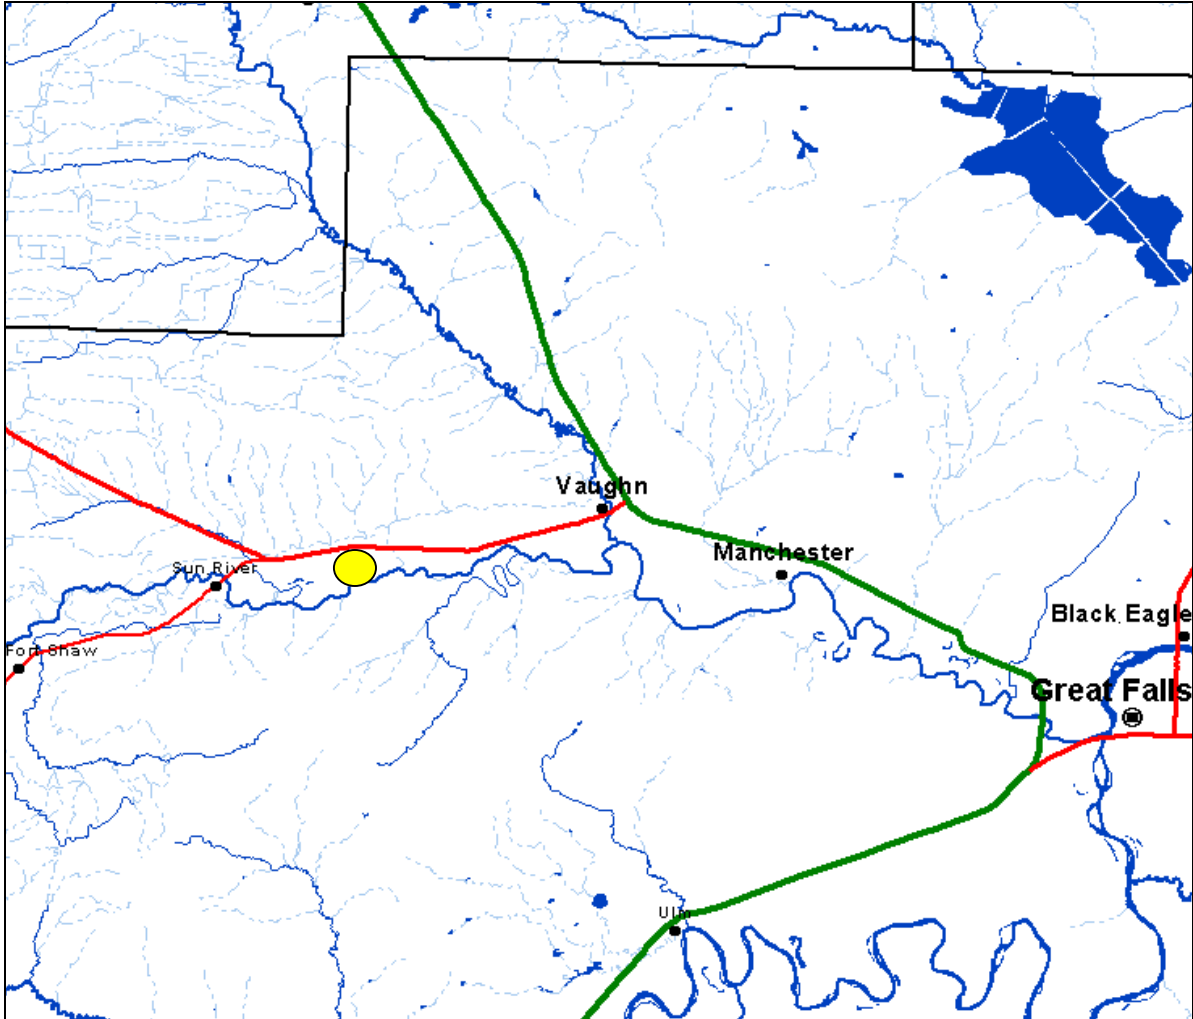 Vaughn
Manchester
Sun River
Black Eagle
Fort Shaw
Great Falls
Ulm